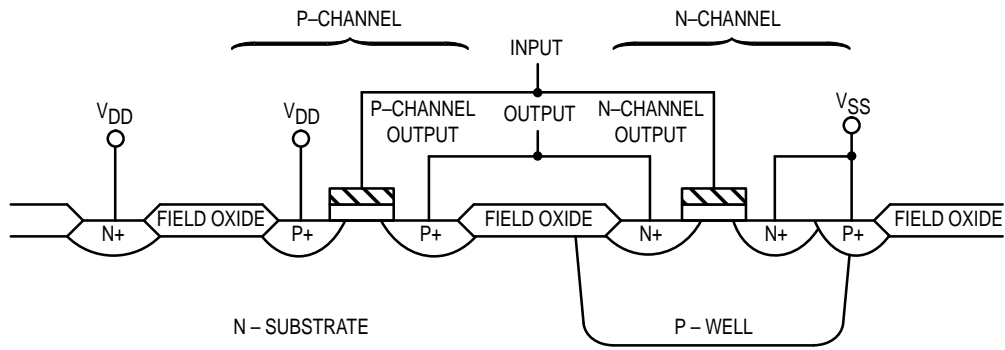 P–CHANNEL
N–CHANNEL
INPUT
VDD
VDD
P–CHANNEL
OUTPUT
OUTPUT
N–CHANNEL
OUTPUT
VSS
N+
FIELD OXIDE
P+
P+
FIELD OXIDE
N+
N+
P+
FIELD OXIDE
N – SUBSTRATE
P – WELL